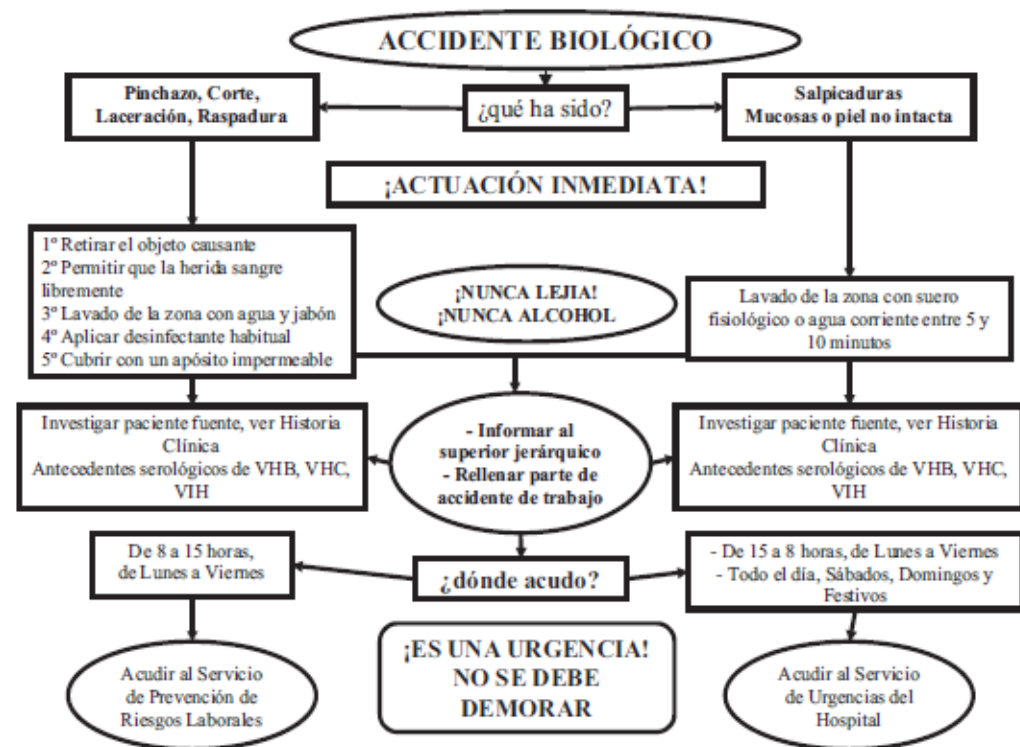 ACCIDENTE BIOLÓGICO
Pinchazo, Corte,
Laceración, Raspadura
¿qué ha sido?
Salpicaduras
Mucosas o piel no intacta
¡ACTUACIÓN INMEDIATA!
1º Retirar el objeto causante
2º Permitir que la herida sangre
libremente
3º Lavado de la zona con agua y jabón
4º Aplicar desinfectante habitual
5º Cubrir con un apósito impermeable
¡NUNCA LEJIA!
¡NUNCA ALCOHOL
Lavado de la zona con suero
fisiológico o agua corriente entre 5 y
10 minutos
Investigar paciente fuente, ver Historia
Clínica
Antecedentes serológicos de VHB, VHC,
VIH
- Informar al
superior jerárquico
- Rellenar parte de
accidente de trabajo
Investigar paciente fuente, ver Historia
Clínica
Antecedentes serológicos de VHB, VHC,
VIH
De 8 a 15 horas,
de Lunes a Viernes
¿dónde acudo?
- De 15 a 8 horas, de Lunes a Viernes
- Todo el día, Sábados, Domingos y
Festivos
Acudir al Servicio
de Prevención de
Riesgos Laborales
¡ES UNA URGENCIA!
NO SE DEBE
DEMORAR
Acudir al Servicio
de Urgencias del
Hospital